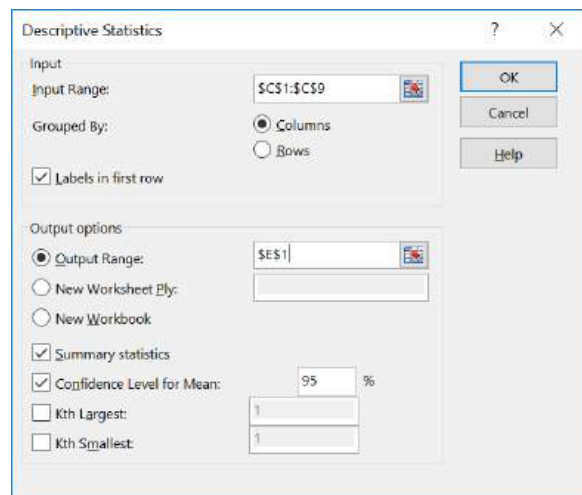 Descriptive Statistics ? ×
Input
Input Range: $C$1:$C$9
OK
Cancel
Help
Grouped By: Columns
Rows
Labels in first row
Output options
Output Range: $E$1
New Worksheet Ply:
New Workbook
Summary statistics
Confidence Level for Mean: 95 %
Kth Largest: 1
Kth Smallest: 1